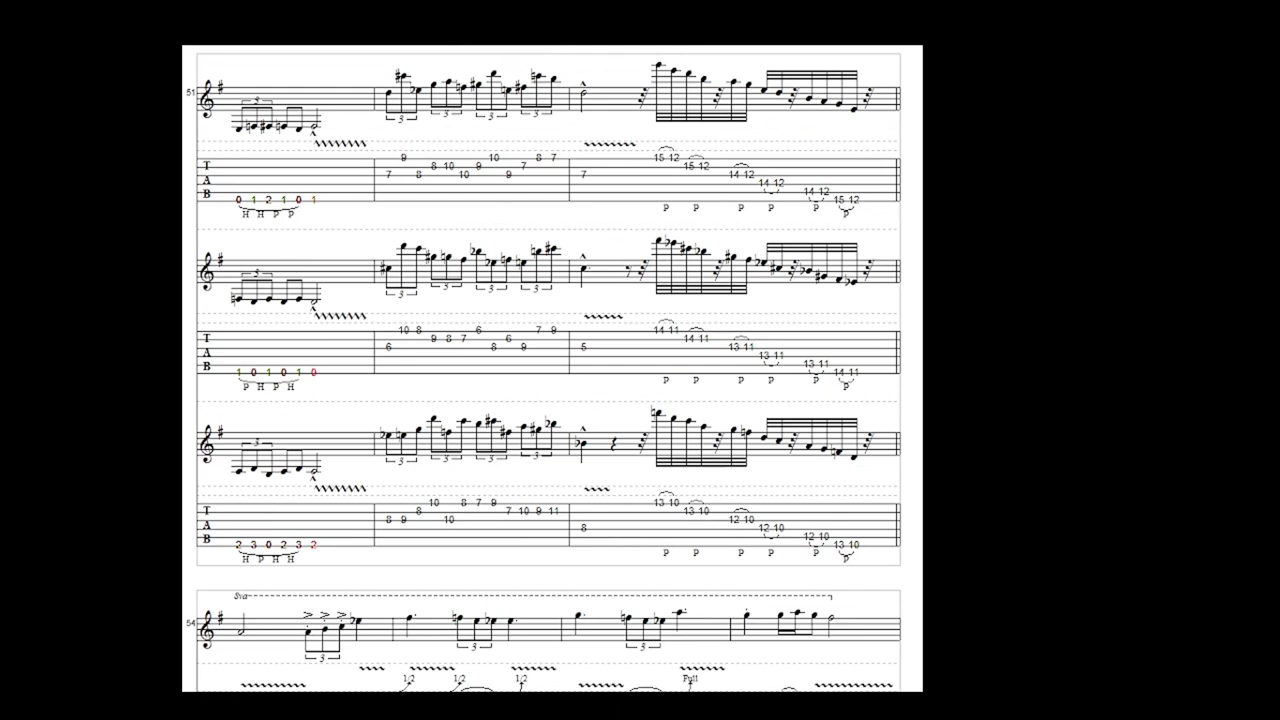 51
3 3 3 3 3
T A B
9 10 8 7
8 10 9 7
7 8 10 9 7
0 1 2 1 0 1
H H P P
15 12
15 12
14 12
14 12
14 12
15 12
P P P P P P
3 3 3 3 3
T A B
10 8 6 7 9
9 8 7 6
6 8 9 5
1 0 1 0 1 0
P H P H
14 11
14 11
13 11
13 11
13 11
14 11
P P P P P P
3 3 3 3 3
T A B
10 8 7 9
8 7 10 9 11
8 9 10
8
2 3 0 2 3 2
H P H H
13 10
13 10
12 10
12 10
12 10
13 10
P P P P P P
8va
54
3 3 3
1/2 1/2 1/2 Full